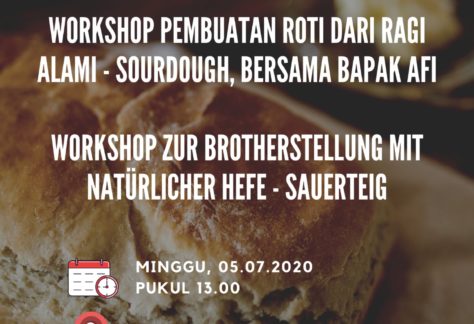 WORKSHOP PEMBUATAN ROTI DARI RAGI
ALAMI - SOURDOUGH, BERSAMA BAPAK AFI
WORKSHOP ZUR BROTHERSTELLUNG MIT
NATÜRLICHER HEFE - SAUERTEIG
MINGGU, 05.07.2020
PUKUL 13.00